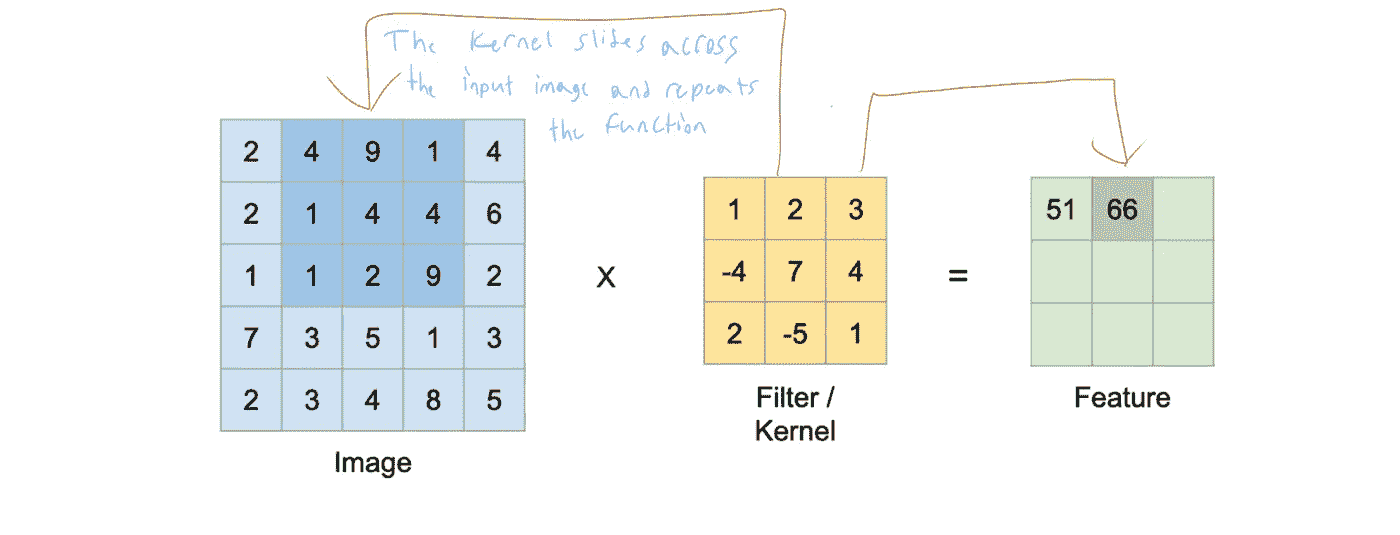 The Kernel slides across
the input image and repeats
the function
2 4 9 1 4
2 1 4 4 6
1 1 2 9 2
7 3 5 1 3
2 3 4 8 5
Image
X
1 2 3
-4 7 4
2 -5 1
Filter /
Kernel
=
51 66
Feature